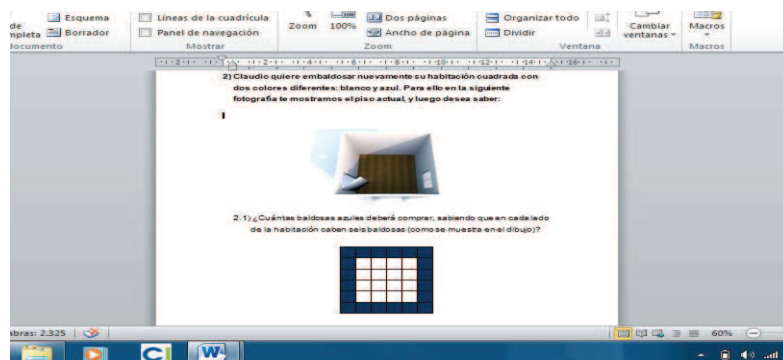 Esquema
Líneas de la cuadrícula
Dos páginas
Organizar todo
Borrador
Panel de navegación
Zoom
100%
Ancho de página
Dividir
Cambiar ventanas
Macros
Mostrar
Zoom
Ventana
Macros
2) Claudio quiere embaldosar nuevamente su habitación cuadrada con
dos colores diferentes: blanco y azul. Para ello en la siguiente
fotografía te mostramos el piso actual, y luego desea saber:
2. 1) ¿Cuántas baldosas azules deberá comprar, sabiendo que en cada lado
de la habitación caben seis baldosas (como se muestra en el dibujo)?
abras: 2.325
60%